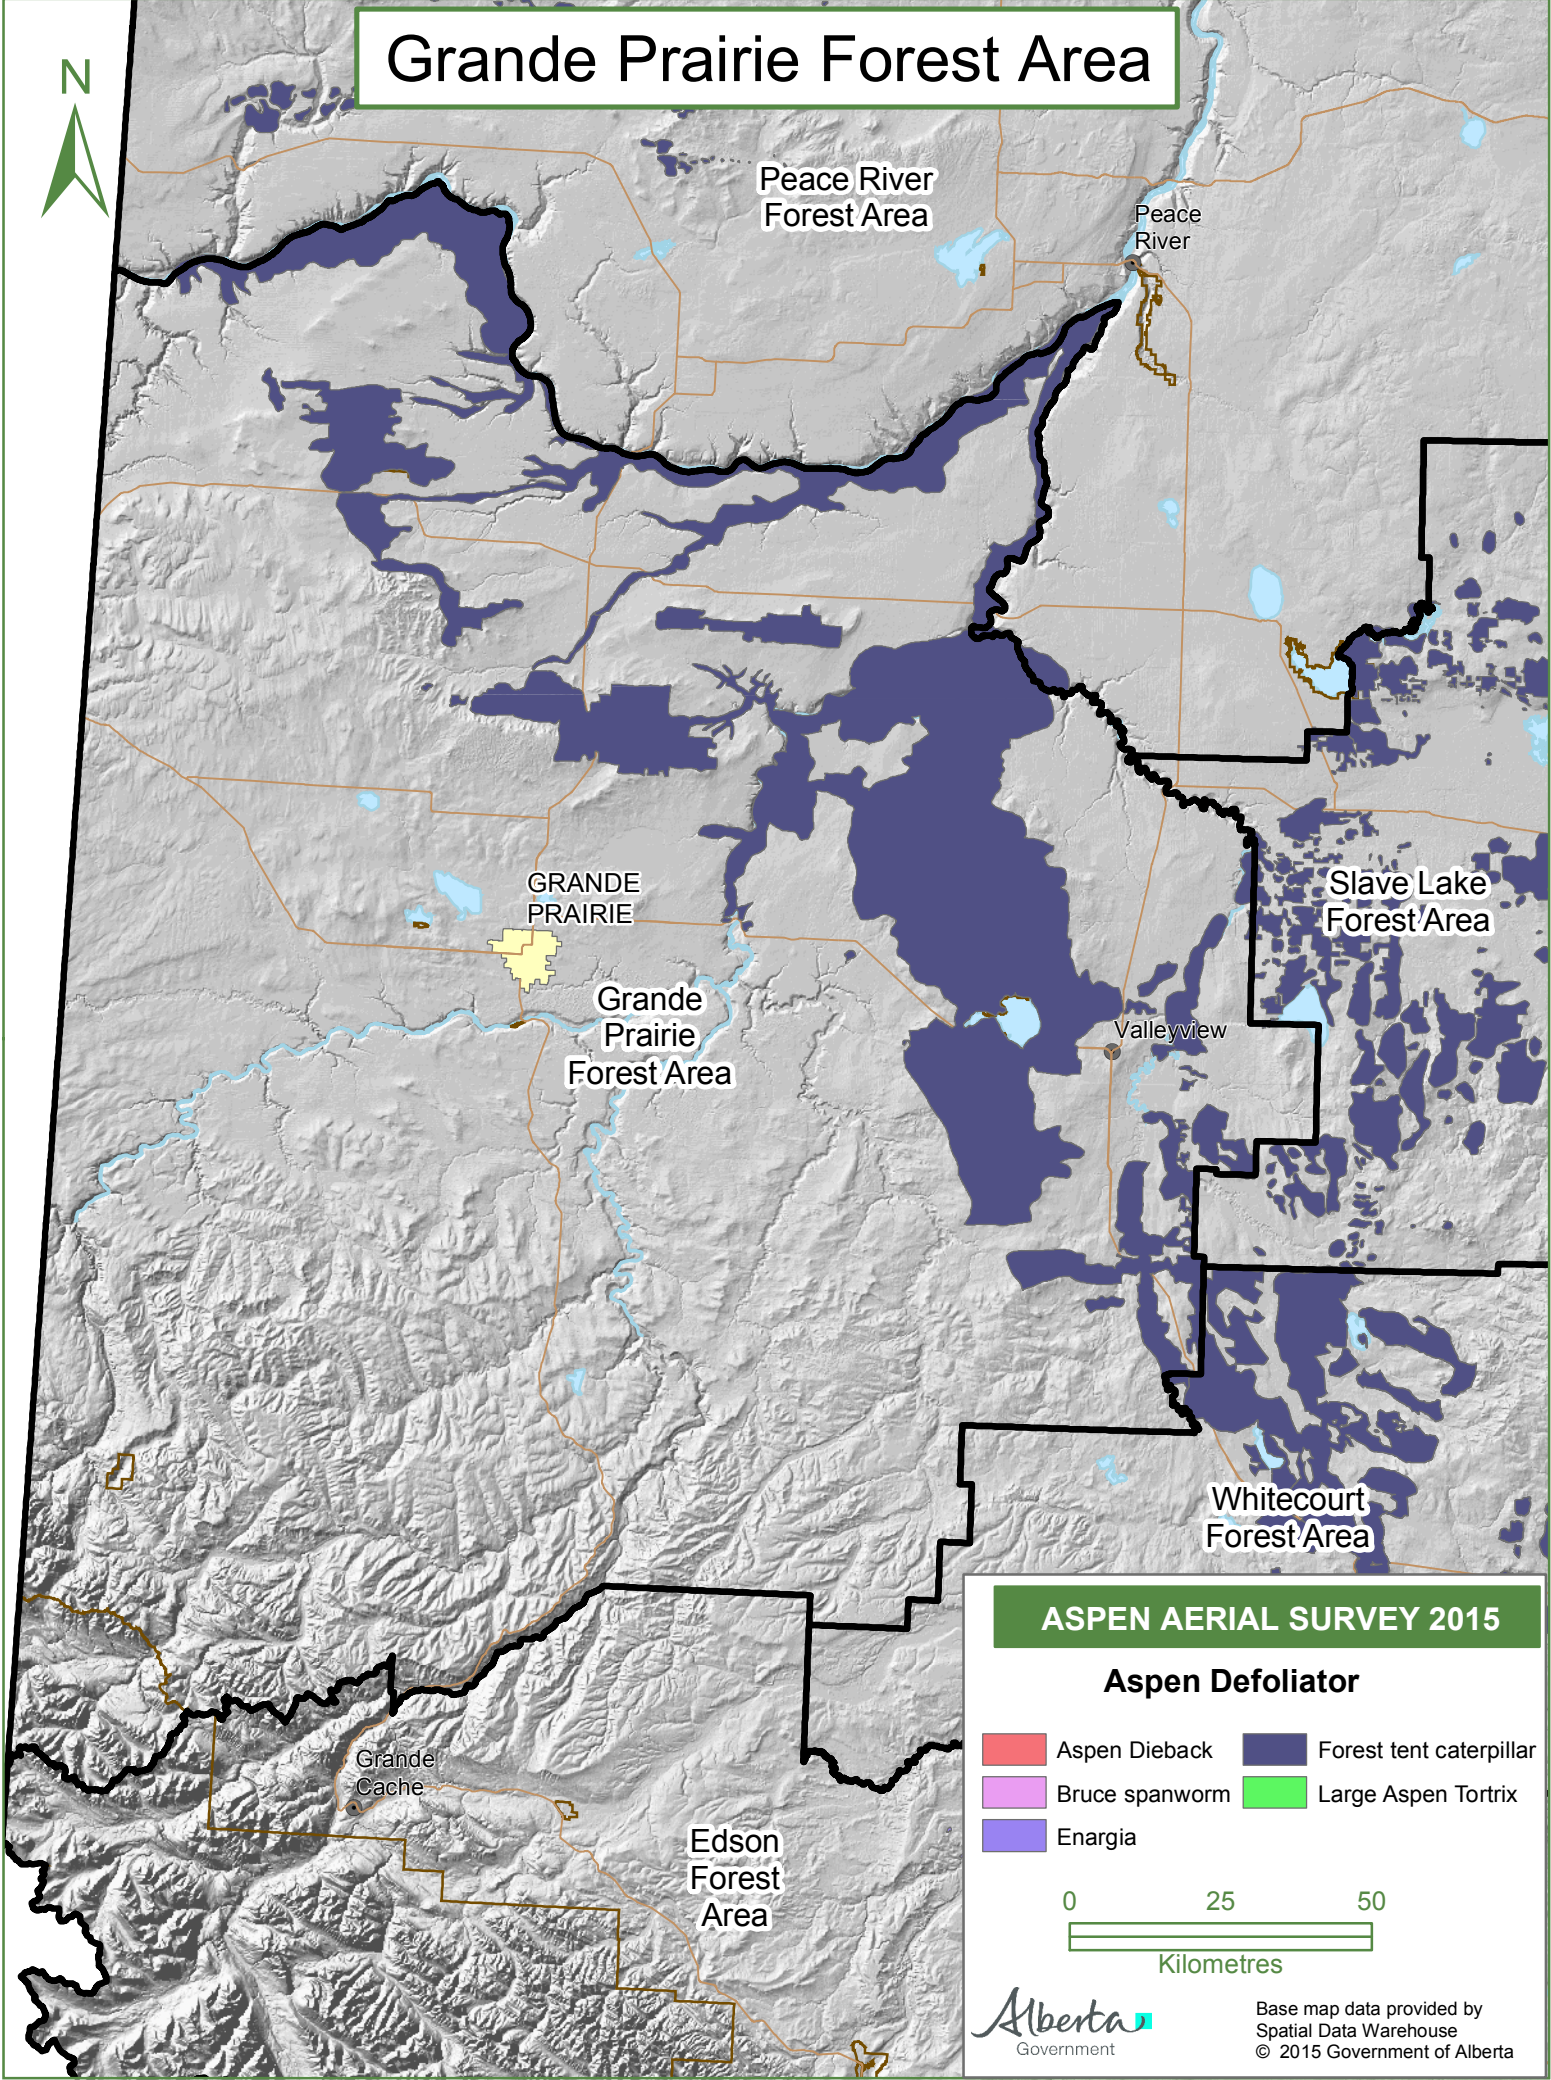 Grande Prairie Forest Area
N
Peace River
Forest Area
Peace
River
GRANDE
PRAIRIE
Slave Lake
Forest Area
Grande
Prairie
Forest Area
Valleyview
Whitecourt
Forest Area
Grande
Cache
Edson
Forest
Area
ASPEN AERIAL SURVEY 2015
Aspen Defoliator
Aspen Dieback
Forest tent caterpillar
Bruce spanworm
Large Aspen Tortrix
Enargia
0 25 50
Kilometres
Alberta
Government
Base map data provided by
Spatial Data Warehouse
© 2015 Government of Alberta